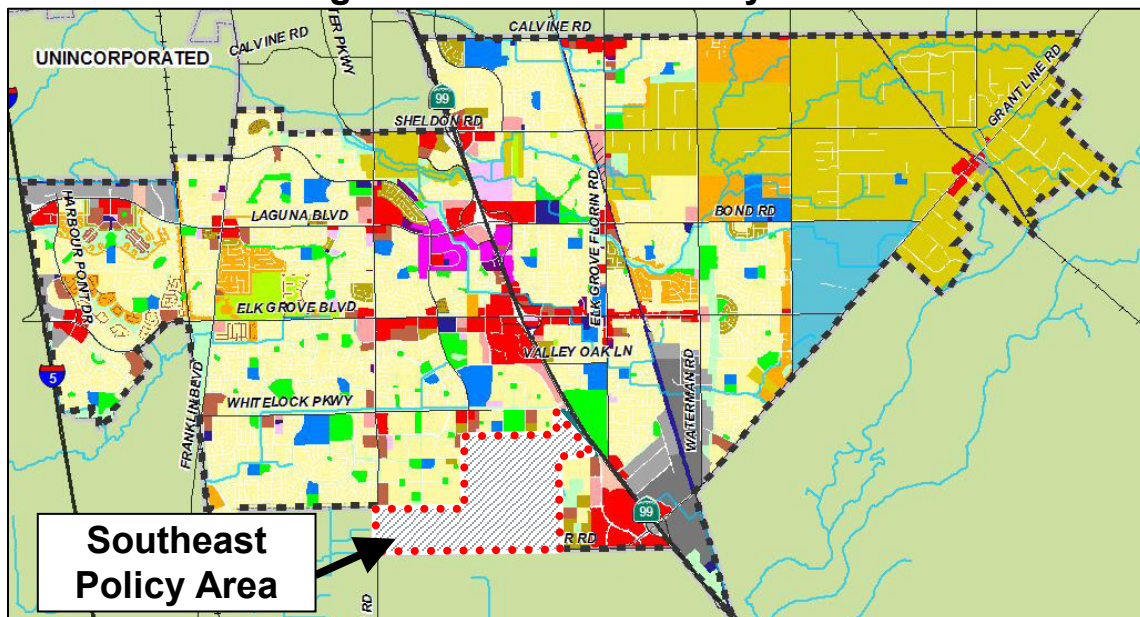 CALVINE RD
UNINCORPORATED
CALVINE RD
TER PKWY
99
SHELDON RD
GRANT LINE RD
HARBOUR POINT DR
LAGUNA BLVD
ELK GROVE FLORIN RD
BOND RD
ELK GROVE BLVD
VALLEY OAK LN
5
FRANKLIN BLVD
WHITELOCK PKWY
WATERMAN RD
99
R RD
Southeast
Policy Area
RD